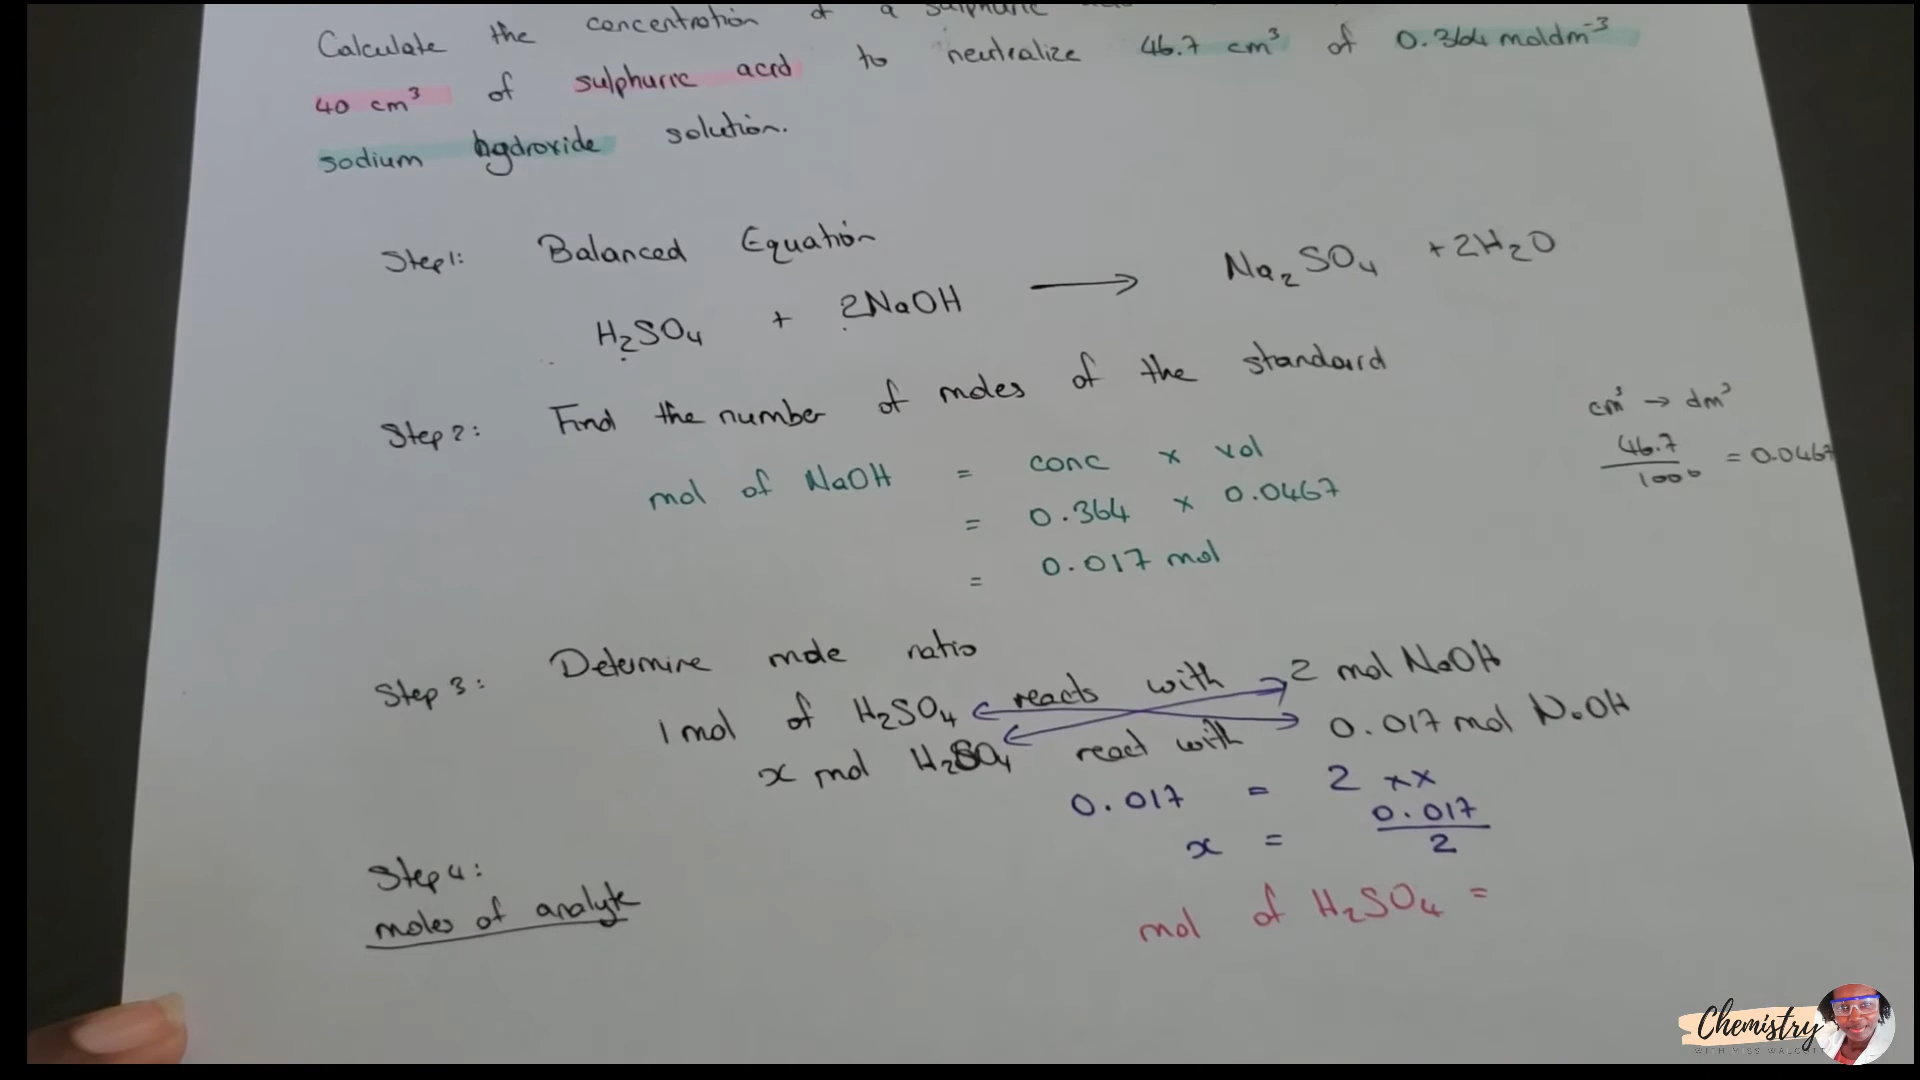 Calculate the concentration of a sulphuric
40 cm³ of sulphuric acid to neutralize 46.7 cm³ of 0.364 moldm⁻³
sodium hydroxide solution.
Step 1: Balanced Equation
H₂SO₄ + 2NaOH ⟶ Na₂SO₄ + 2H₂O
Step 2: Find the number of moles of the standard
cm³ → dm³
46.7/1000 = 0.0467
mol of NaOH = conc x vol
= 0.364 x 0.0467
= 0.017 mol
Step 3: Determine mole ratio
1 mol of H₂SO₄ reacts with 2 mol NaOH
x mol H₂SO₄ react with 0.017 mol NaOH
0.017 = 2 x x
x = 0.017/2
Step 4:
moles of analyte
mol of H₂SO₄ =
Chemistry
WITH MISS WALCOTT